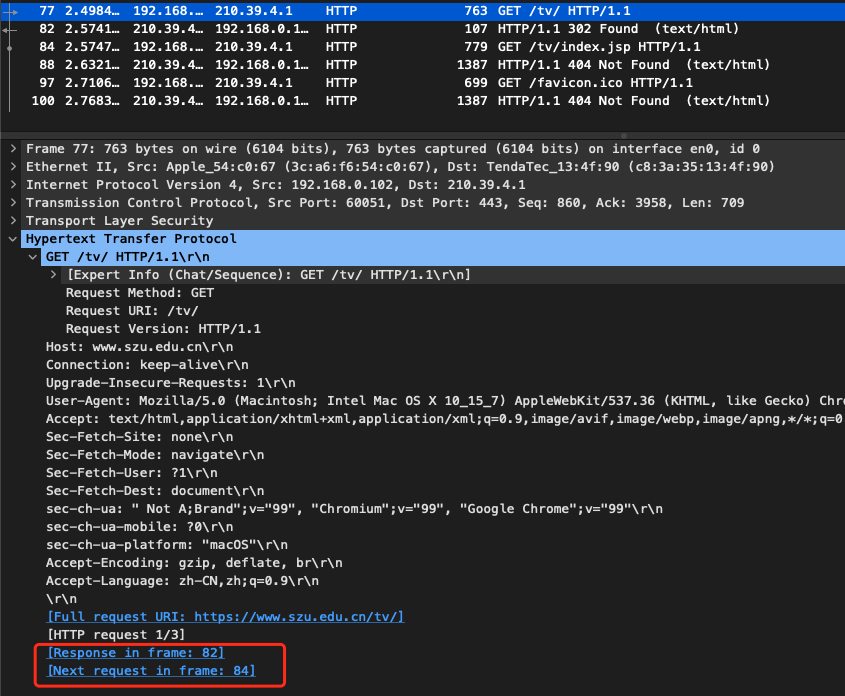 77 2.4984… 192.168.… 210.39.4.1 HTTP 763 GET /tv/ HTTP/1.1
82 2.5741… 210.39.4… 192.168.0.1… HTTP 107 HTTP/1.1 302 Found (text/html)
84 2.5747… 192.168.… 210.39.4.1 HTTP 779 GET /tv/index.jsp HTTP/1.1
88 2.6321… 210.39.4… 192.168.0.1… HTTP 1387 HTTP/1.1 404 Not Found (text/html)
97 2.7106… 192.168.… 210.39.4.1 HTTP 699 GET /favicon.ico HTTP/1.1
100 2.7683… 210.39.4… 192.168.0.1… HTTP 1387 HTTP/1.1 404 Not Found (text/html)
Frame 77: 763 bytes on wire (6104 bits), 763 bytes captured (6104 bits) on interface en0, id 0
Ethernet II, Src: Apple_54:c0:67 (3c:a6:f6:54:c0:67), Dst: TendaTec_13:4f:90 (c8:3a:35:13:4f:90)
Internet Protocol Version 4, Src: 192.168.0.102, Dst: 210.39.4.1
Transmission Control Protocol, Src Port: 60051, Dst Port: 443, Seq: 860, Ack: 3958, Len: 709
Transport Layer Security
Hypertext Transfer Protocol
GET /tv/ HTTP/1.1\r\n
[Expert Info (Chat/Sequence): GET /tv/ HTTP/1.1\r\n]
Request Method: GET
Request URI: /tv/
Request Version: HTTP/1.1
Host: www.szu.edu.cn\r\n
Connection: keep-alive\r\n
Upgrade-Insecure-Requests: 1\r\n
User-Agent: Mozilla/5.0 (Macintosh; Intel Mac OS X 10_15_7) AppleWebKit/537.36 (KHTML, like Gecko) Chr
Accept: text/html,application/xhtml+xml,application/xml;q=0.9,image/avif,image/webp,image/apng,*/*;q=0
Sec-Fetch-Site: none\r\n
Sec-Fetch-Mode: navigate\r\n
Sec-Fetch-User: ?1\r\n
Sec-Fetch-Dest: document\r\n
sec-ch-ua: " Not A;Brand";v="99", "Chromium";v="99", "Google Chrome";v="99"\r\n
sec-ch-ua-mobile: ?0\r\n
sec-ch-ua-platform: "macOS"\r\n
Accept-Encoding: gzip, deflate, br\r\n
Accept-Language: zh-CN,zh;q=0.9\r\n
\r\n
[Full request URI: https://www.szu.edu.cn/tv/]
[HTTP request 1/3]
[Response in frame: 82]
[Next request in frame: 84]